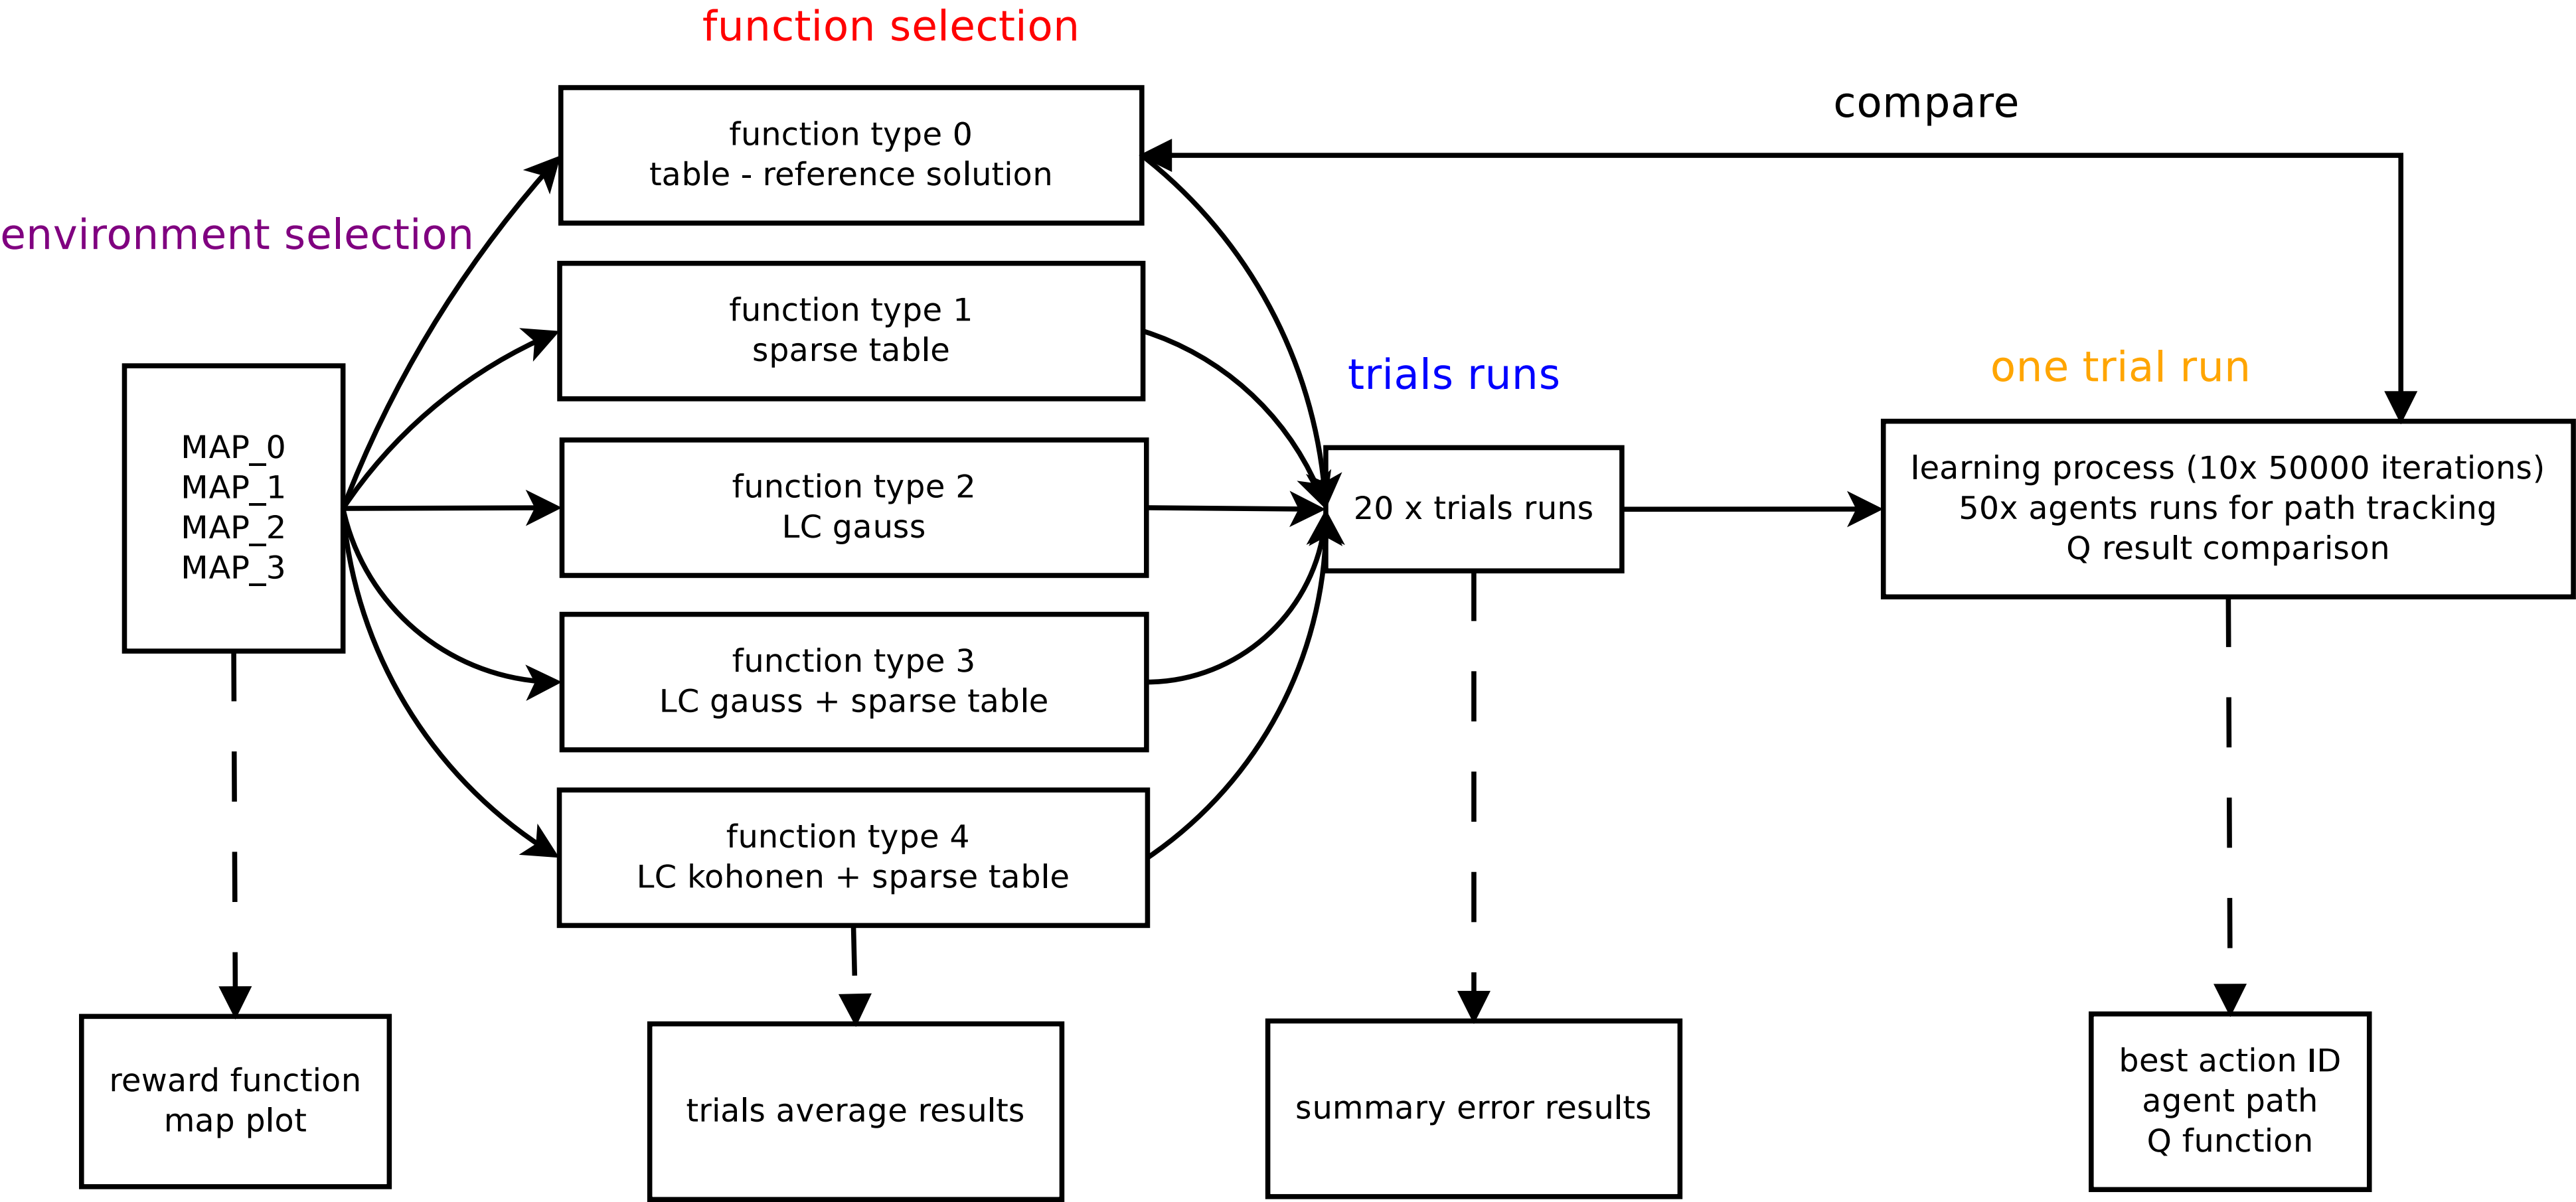 function selection
compare
function type 0
table - reference solution
environment selection
function type 1
sparse table
trials runs
one trial run
MAP_0
MAP_1
MAP_2
MAP_3
function type 2
LC gauss
20 x trials runs
learning process (10x 50000 iterations)
50x agents runs for path tracking
Q result comparison
function type 3
LC gauss + sparse table
function type 4
LC kohonen + sparse table
reward function
map plot
trials average results
summary error results
best action ID
agent path
Q function